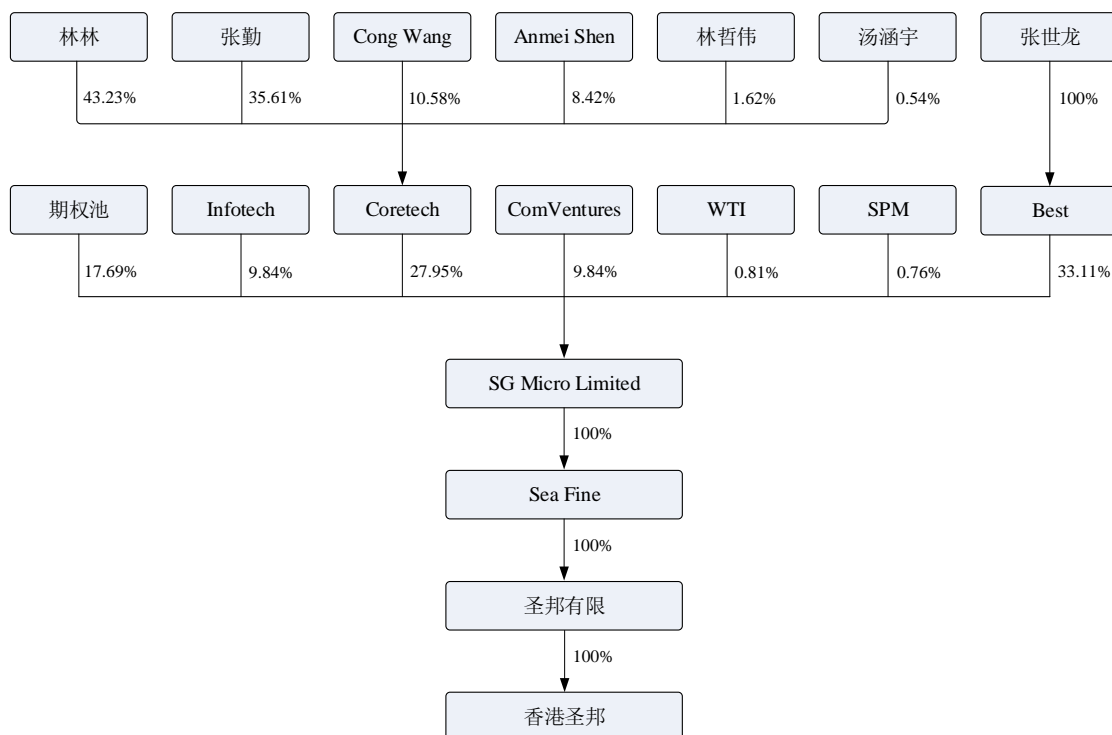 林林 张勤 Cong Wang Anmei Shen 林哲伟 汤涵宇 张世龙
43.23% 35.61% 10.58% 8.42% 1.62% 0.54% 100%
期权池 Infotech Coretech ComVentures WTI SPM Best
17.69% 9.84% 27.95% 9.84% 0.81% 0.76% 33.11%
SG Micro Limited
100%
Sea Fine
100%
圣邦有限
100%
香港圣邦